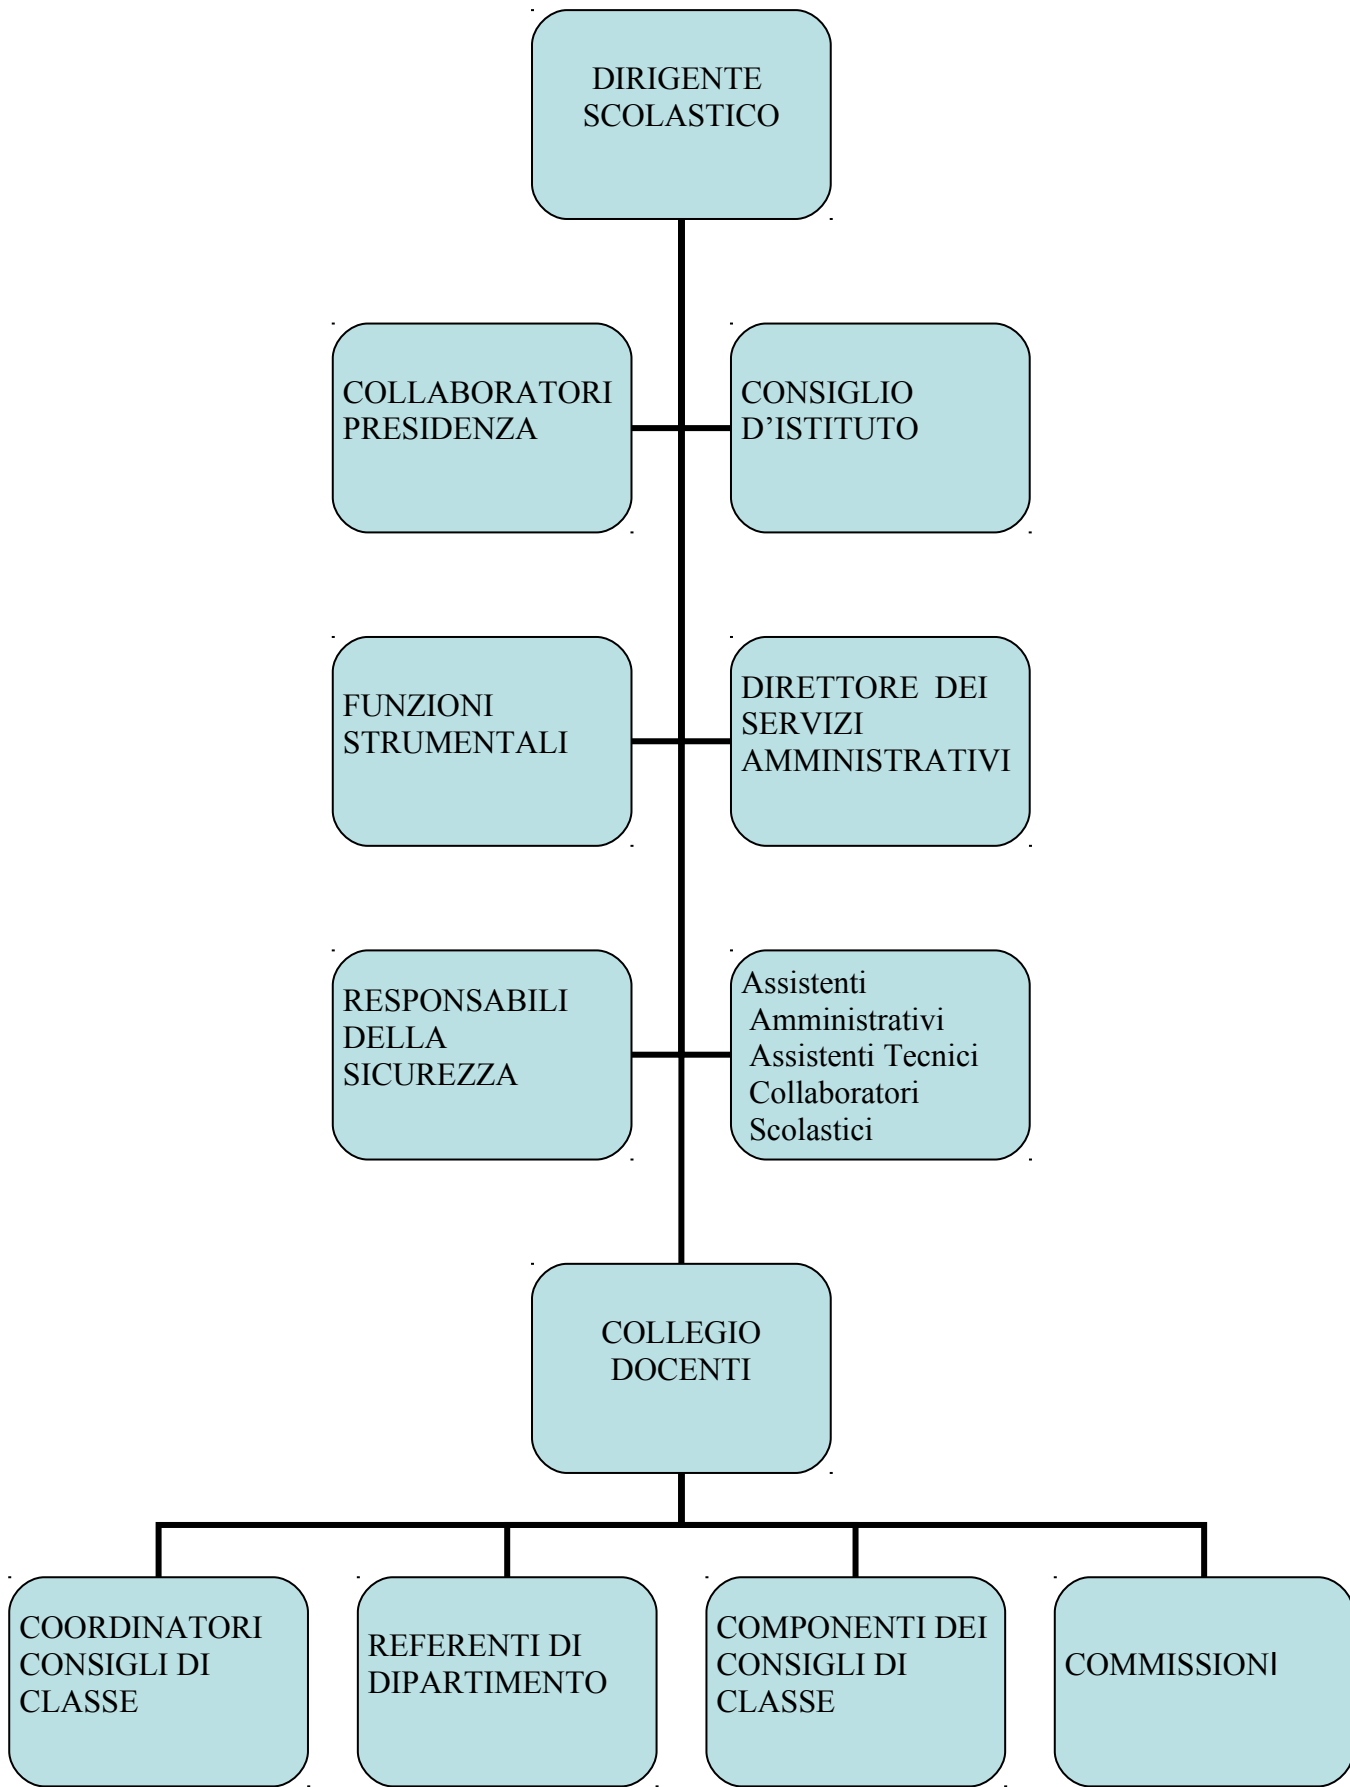 DIRIGENTE
SCOLASTICO
COLLABORATORI
PRESIDENZA
CONSIGLIO
D’ISTITUTO
FUNZIONI
STRUMENTALI
DIRETTORE DEI
SERVIZI
AMMINISTRATIVI
RESPONSABILI
DELLA
SICUREZZA
Assistenti
Amministrativi
Assistenti Tecnici
Collaboratori
Scolastici
COLLEGIO
DOCENTI
COORDINATORI
CONSIGLI DI
CLASSE
REFERENTI DI
DIPARTIMENTO
COMPONENTI DEI
CONSIGLI DI
CLASSE
COMMISSIONI